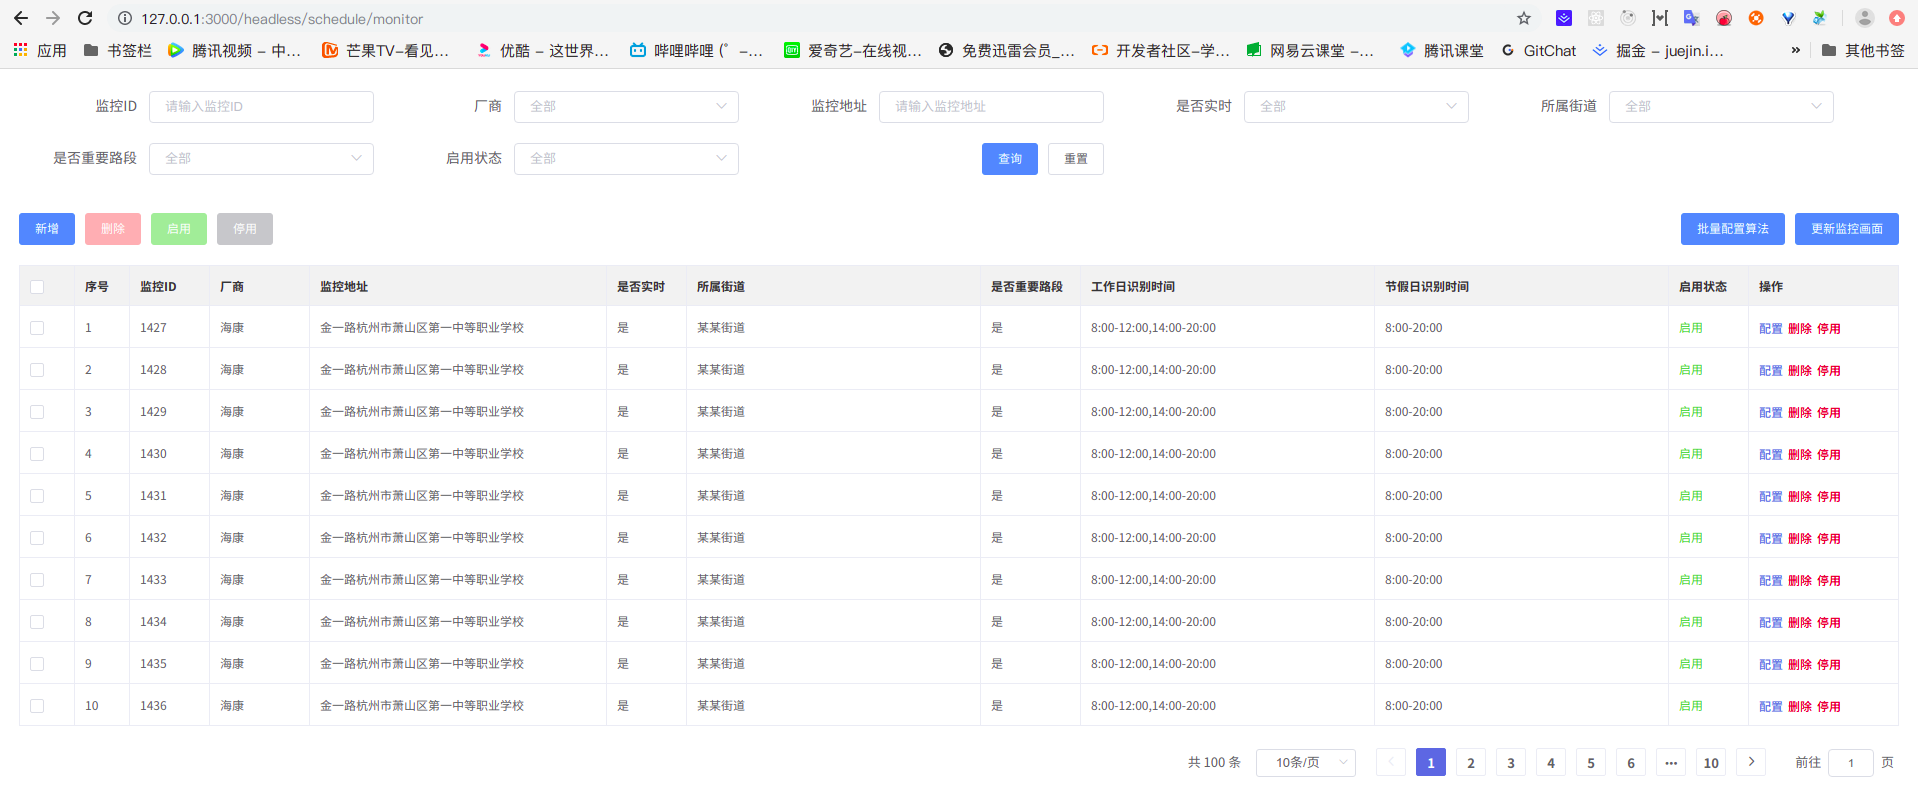 127.0.0.1:3000/headless/schedule/monitor
应用 书签栏 腾讯视频 – 中... 芒果TV-看见... 优酷 – 这世界... 哔哩哔哩 (゜-... 爱奇艺-在线视... 免费迅雷会员_... 开发者社区-学... 网易云课堂 –... 腾讯课堂 GitChat 掘金 – juejin.i... » 其他书签
监控ID 请输入监控ID 厂商 全部 监控地址 请输入监控地址 是否实时 全部 所属街道 全部
是否重要路段 全部 启用状态 全部 查询 重置
新增 删除 启用 停用 批量配置算法 更新监控画面
序号 监控ID 厂商 监控地址 是否实时 所属街道 是否重要路段 工作日识别时间 节假日识别时间 启用状态 操作
1 1427 海康 金一路杭州市萧山区第一中等职业学校 是 某某街道 是 8:00-12:00,14:00-20:00 8:00-20:00 启用 配置 删除 停用
2 1428 海康 金一路杭州市萧山区第一中等职业学校 是 某某街道 是 8:00-12:00,14:00-20:00 8:00-20:00 启用 配置 删除 停用
3 1429 海康 金一路杭州市萧山区第一中等职业学校 是 某某街道 是 8:00-12:00,14:00-20:00 8:00-20:00 启用 配置 删除 停用
4 1430 海康 金一路杭州市萧山区第一中等职业学校 是 某某街道 是 8:00-12:00,14:00-20:00 8:00-20:00 启用 配置 删除 停用
5 1431 海康 金一路杭州市萧山区第一中等职业学校 是 某某街道 是 8:00-12:00,14:00-20:00 8:00-20:00 启用 配置 删除 停用
6 1432 海康 金一路杭州市萧山区第一中等职业学校 是 某某街道 是 8:00-12:00,14:00-20:00 8:00-20:00 启用 配置 删除 停用
7 1433 海康 金一路杭州市萧山区第一中等职业学校 是 某某街道 是 8:00-12:00,14:00-20:00 8:00-20:00 启用 配置 删除 停用
8 1434 海康 金一路杭州市萧山区第一中等职业学校 是 某某街道 是 8:00-12:00,14:00-20:00 8:00-20:00 启用 配置 删除 停用
9 1435 海康 金一路杭州市萧山区第一中等职业学校 是 某某街道 是 8:00-12:00,14:00-20:00 8:00-20:00 启用 配置 删除 停用
10 1436 海康 金一路杭州市萧山区第一中等职业学校 是 某某街道 是 8:00-12:00,14:00-20:00 8:00-20:00 启用 配置 删除 停用
共 100 条 10条/页 1 2 3 4 5 6 ••• 10 前往 1 页